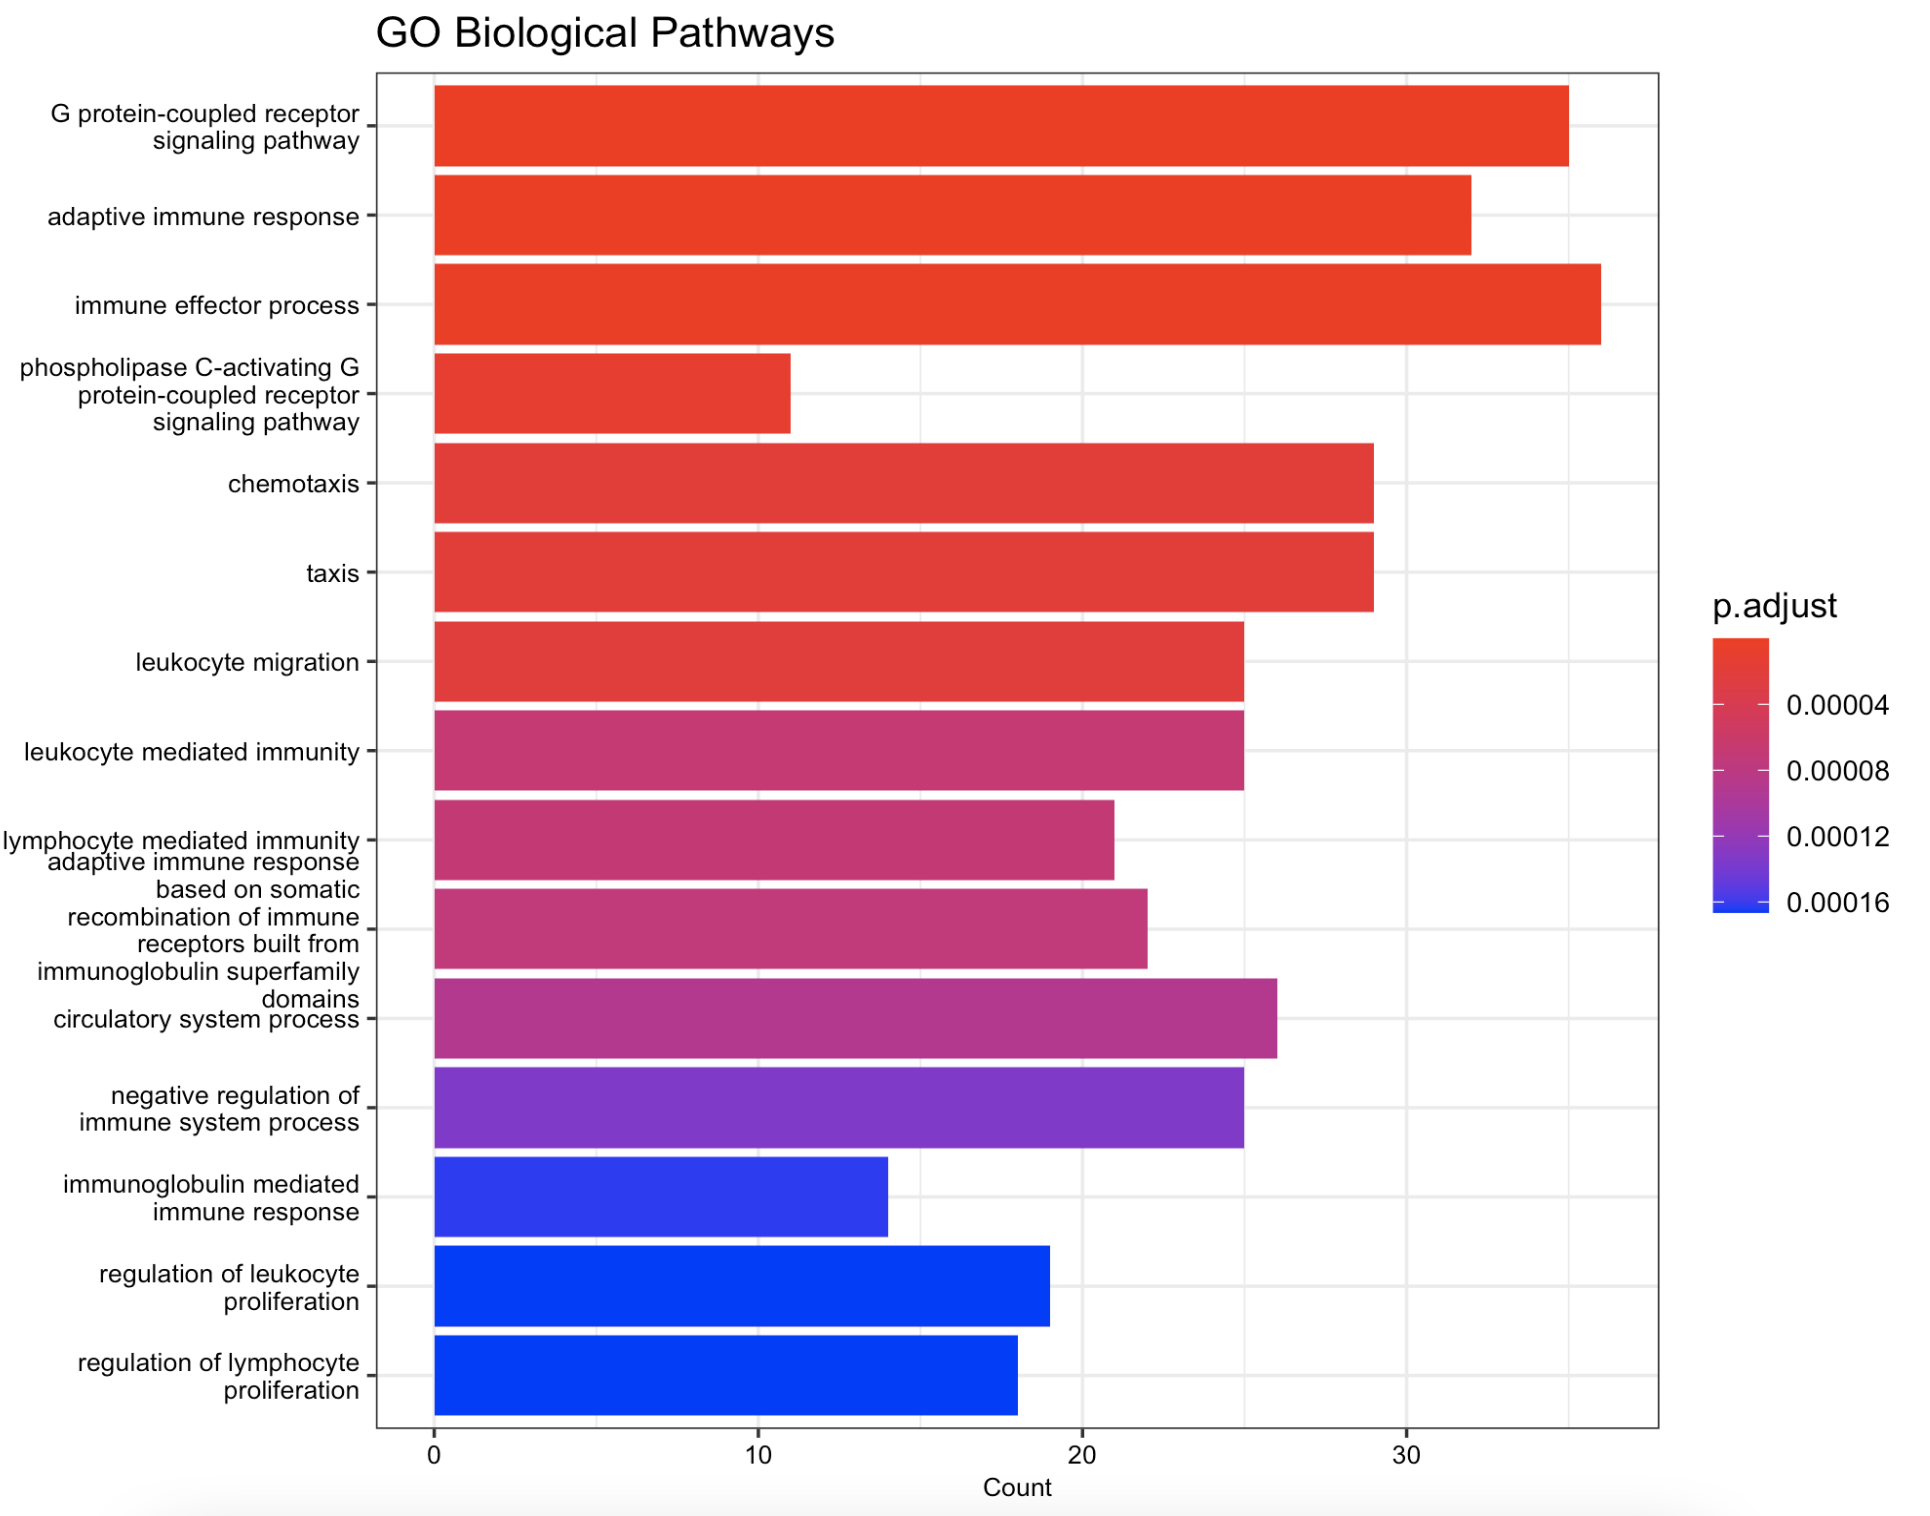 GO Biological Pathways
G protein-coupled receptor
signaling pathway
adaptive immune response
immune effector process
phospholipase C-activating G
protein-coupled receptor
signaling pathway
chemotaxis
taxis
leukocyte migration
leukocyte mediated immunity
lymphocyte mediated immunity
adaptive immune response
based on somatic
recombination of immune
receptors built from
immunoglobulin superfamily
domains
circulatory system process
negative regulation of
immune system process
immunoglobulin mediated
immune response
regulation of leukocyte
proliferation
regulation of lymphocyte
proliferation
0 10 20 30
Count
p.adjust
0.00004
0.00008
0.00012
0.00016